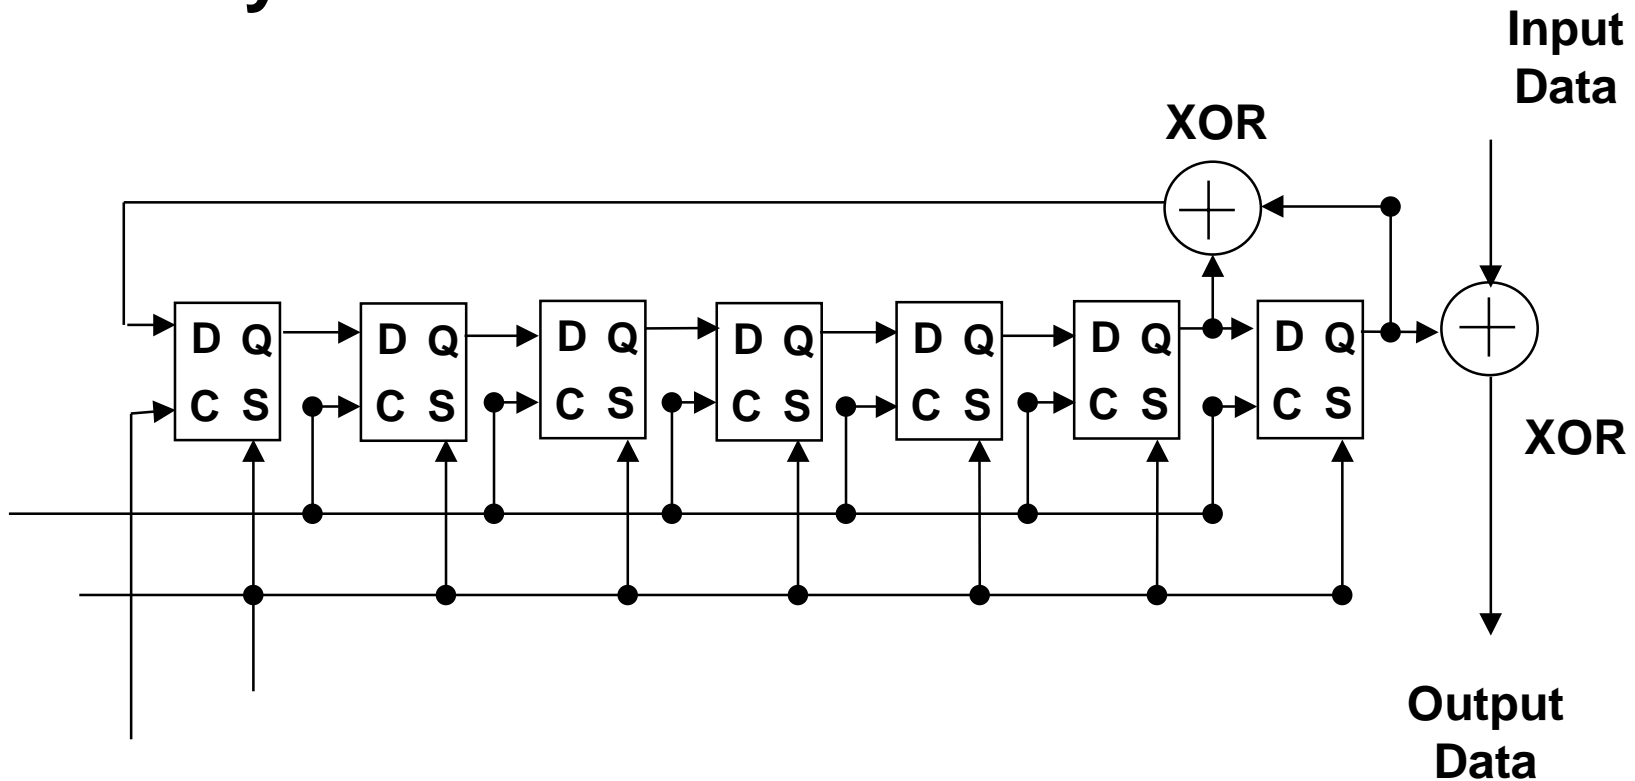 Input
Data
XOR
D Q D Q D Q D Q D Q D Q D Q
C S C S C S C S C S C S C S
XOR
Output
Data